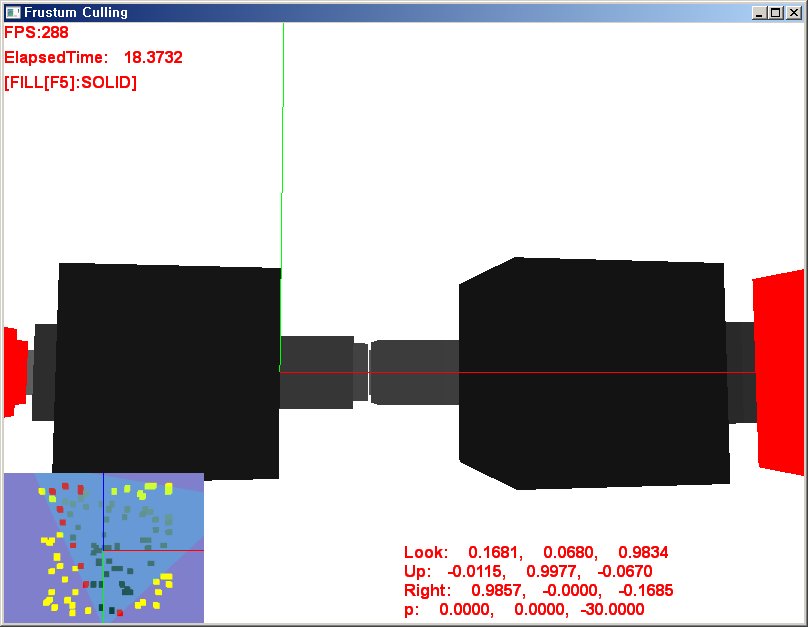 Frustum Culling
FPS:288
ElapsedTime: 18.3732
[FILL[F5]:SOLID]
Look: 0.1681, 0.0680, 0.9834
Up: -0.0115, 0.9977, -0.0670
Right: 0.9857, -0.0000, -0.1685
p: 0.0000, 0.0000, -30.0000